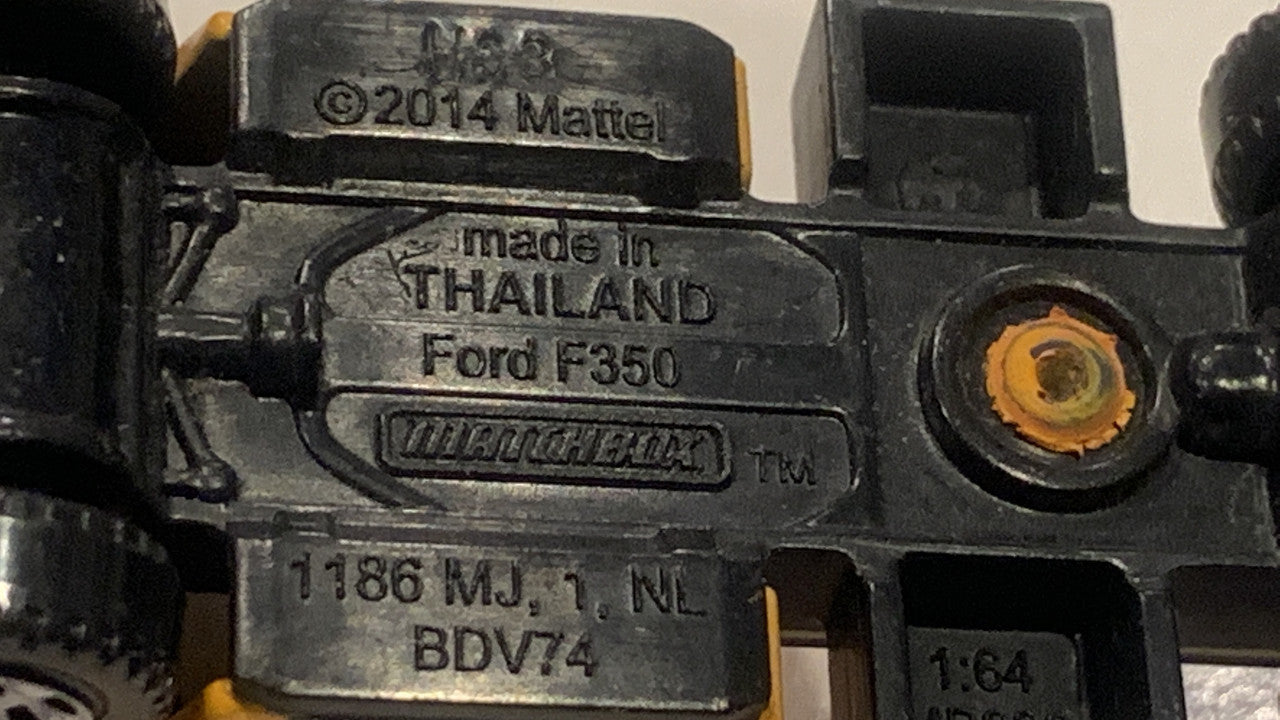 ©2014 Mattel
made in
THAILAND
Ford F350
MATCHBOX TM
1186 MJ, 1, NL
BDV74
1:64